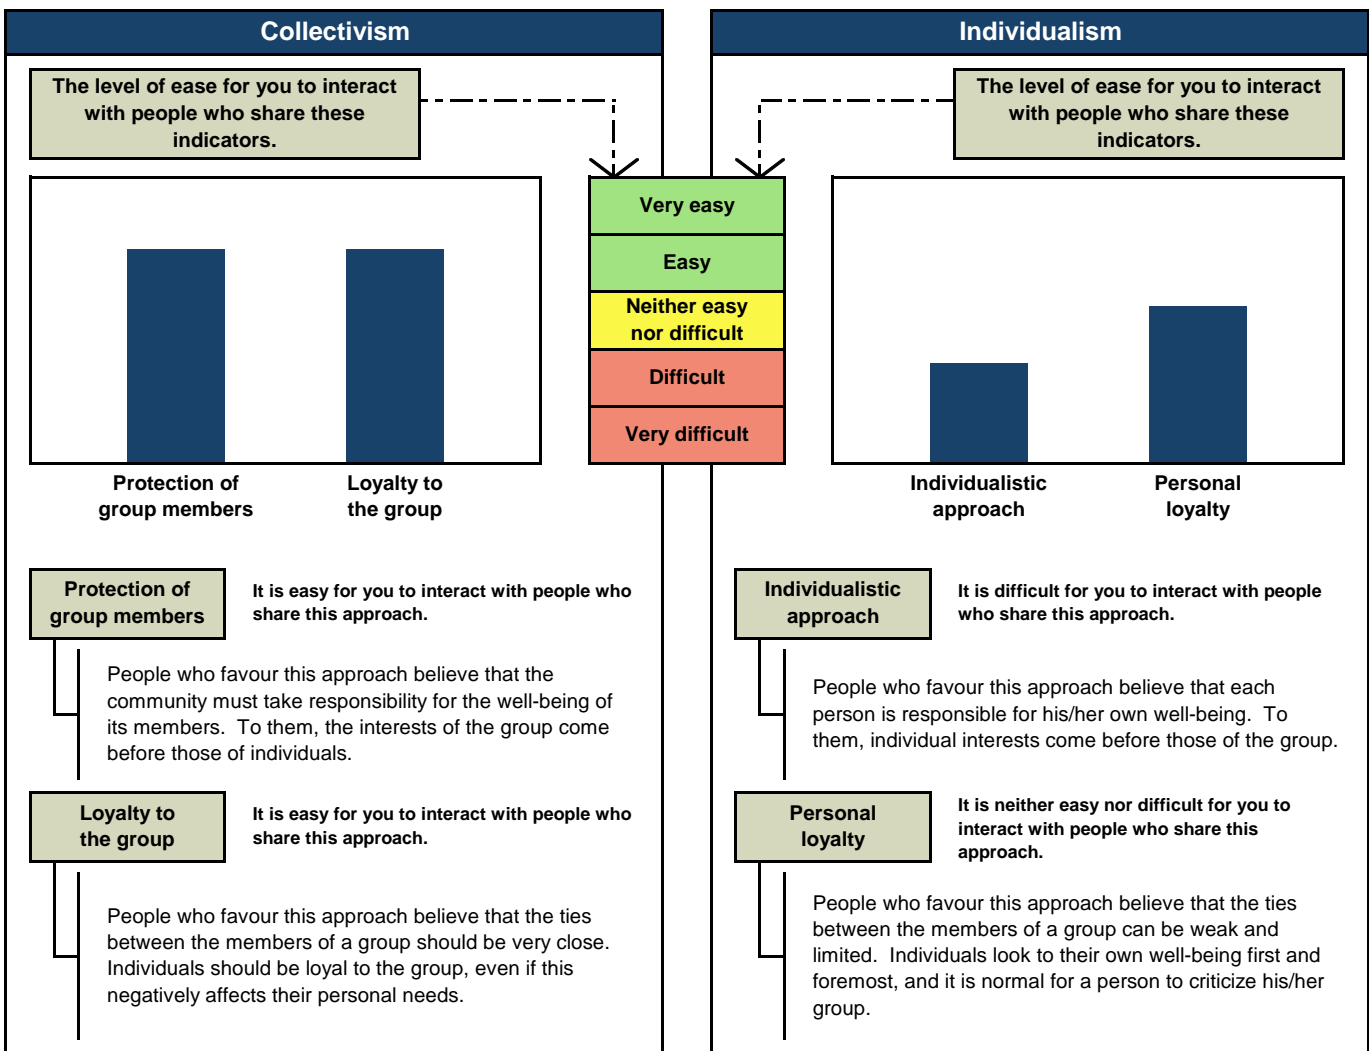 Collectivism
The level of ease for you to interact
with people who share these
indicators.
Protection of
group members
Loyalty to
the group
Very easy
Easy
Neither easy
nor difficult
Difficult
Very difficult
Individualism
The level of ease for you to interact
with people who share these
indicators.
Individualistic
approach
Personal
loyalty
Protection of
group members
It is easy for you to interact with people who
share this approach.
People who favour this approach believe that the
community must take responsibility for the well-being of
its members.  To them, the interests of the group come
before those of individuals.
Loyalty to
the group
It is easy for you to interact with people who
share this approach.
People who favour this approach believe that the ties
between the members of a group should be very close.
Individuals should be loyal to the group, even if this
negatively affects their personal needs.
Individualistic
approach
It is difficult for you to interact with people
who share this approach.
People who favour this approach believe that each
person is responsible for his/her own well-being.  To
them, individual interests come before those of the group.
Personal
loyalty
It is neither easy nor difficult for you to
interact with people who share this
approach.
People who favour this approach believe that the ties
between the members of a group can be weak and
limited.  Individuals look to their own well-being first and
foremost, and it is normal for a person to criticize his/her
group.